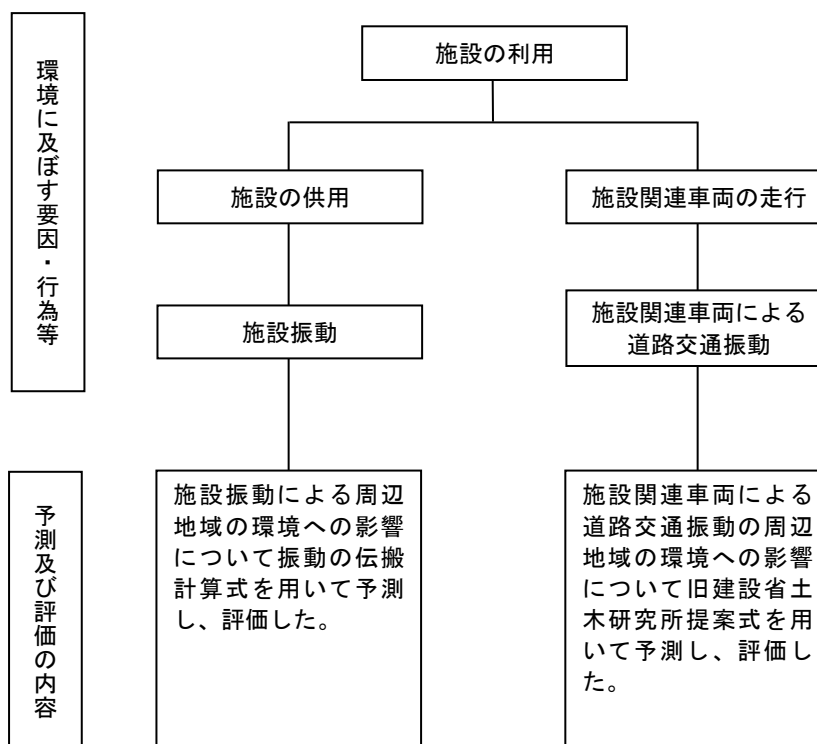 環境に及ぼす要因・行為等
施設の利用
施設の供用
施設関連車両の走行
施設振動
施設関連車両による
道路交通振動
予測及び評価の内容
施設振動による周辺
地域の環境への影響
について振動の伝搬
計算式を用いて予測
し、評価した。
施設関連車両による
道路交通振動の周辺
地域の環境への影響
について旧建設省土
木研究所提案式を用
いて予測し、評価し
た。